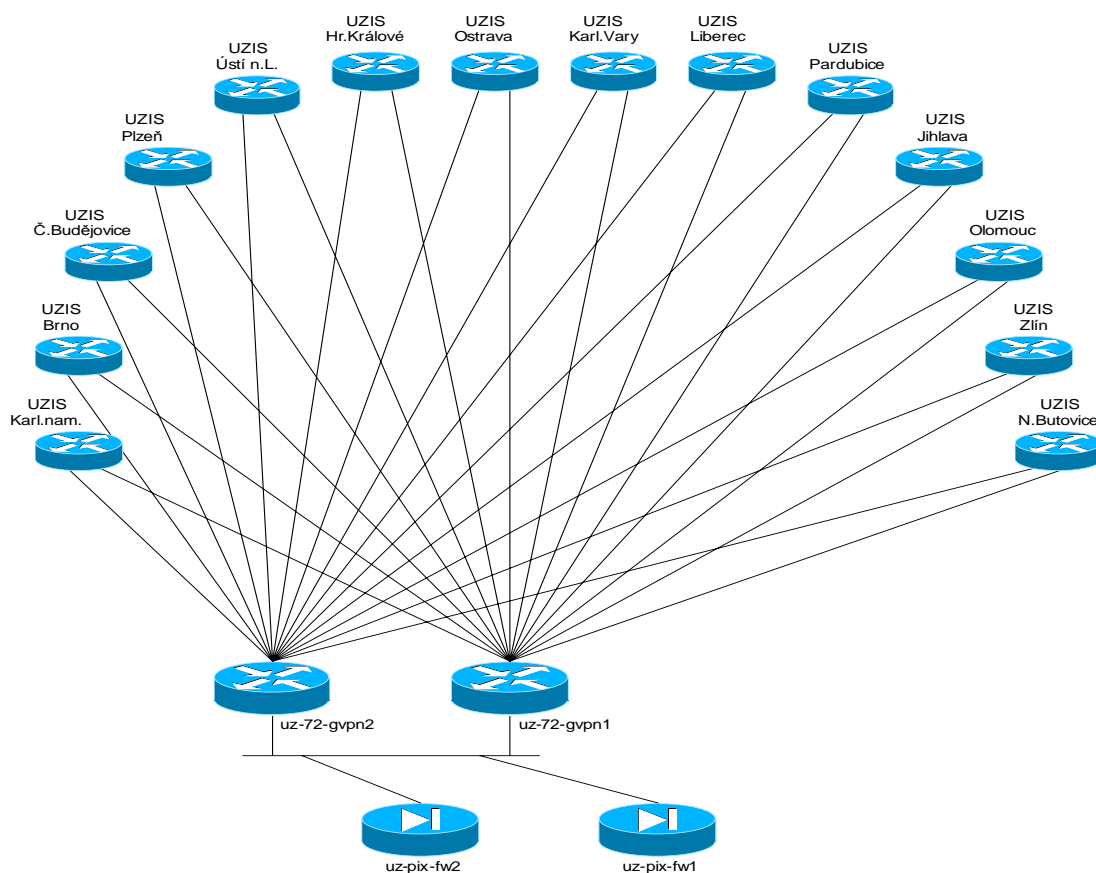 UZIS
Hr.Králové
UZIS
Ostrava
UZIS
Karl.Vary
UZIS
Liberec
UZIS
Ústí n.L.
UZIS
Pardubice
UZIS
Plzeň
UZIS
Jihlava
UZIS
Č.Budějovice
UZIS
Olomouc
UZIS
Brno
UZIS
Zlín
UZIS
Karl.nam.
UZIS
N.Butovice
uz-72-gvpn2
uz-72-gvpn1
uz-pix-fw2
uz-pix-fw1